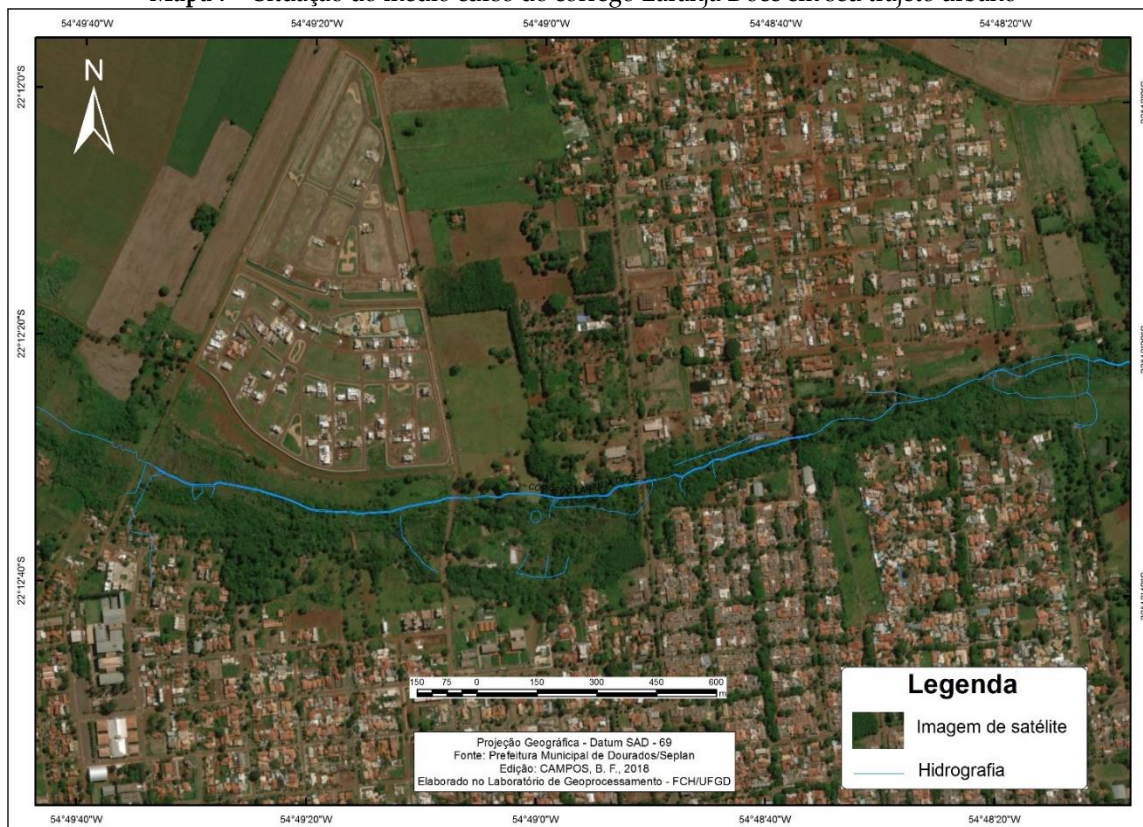 54°49'40"W 54°49'20"W 54°49'0"W 54°48'40"W 54°48'20"W
N
22°12'0"S
22°12'20"S
22°12'40"S
150 75 0 150 300 450 600
m
Projeção Geográfica - Datum SAD - 69
Fonte: Prefeitura Municipal de Dourados/Seplan
Edição: CAMPOS, B. F., 2018
Elaborado no Laboratório de Geoprocessamento - FCH/UFGD
Legenda
Imagem de satélite
Hidrografia
54°49'40"W 54°49'20"W 54°49'0"W 54°48'40"W 54°48'20"W